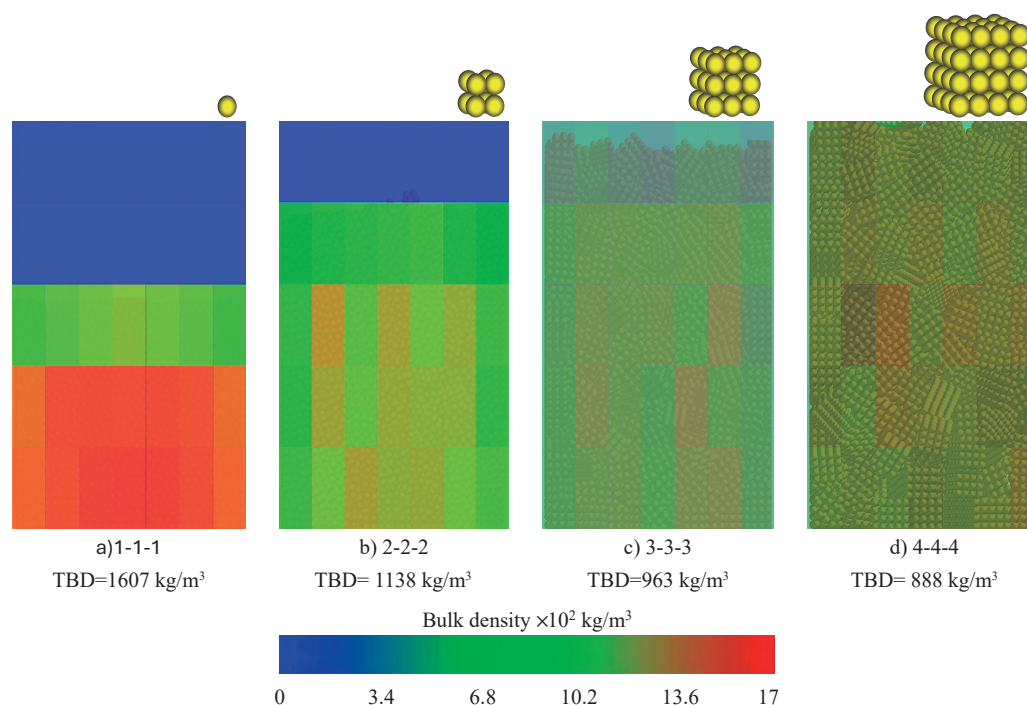 a)1-1-1
TBD=1607 kg/m³
b) 2-2-2
TBD= 1138 kg/m³
c) 3-3-3
TBD=963 kg/m³
d) 4-4-4
TBD= 888 kg/m³
Bulk density ×10² kg/m³
0 3.4 6.8 10.2 13.6 17